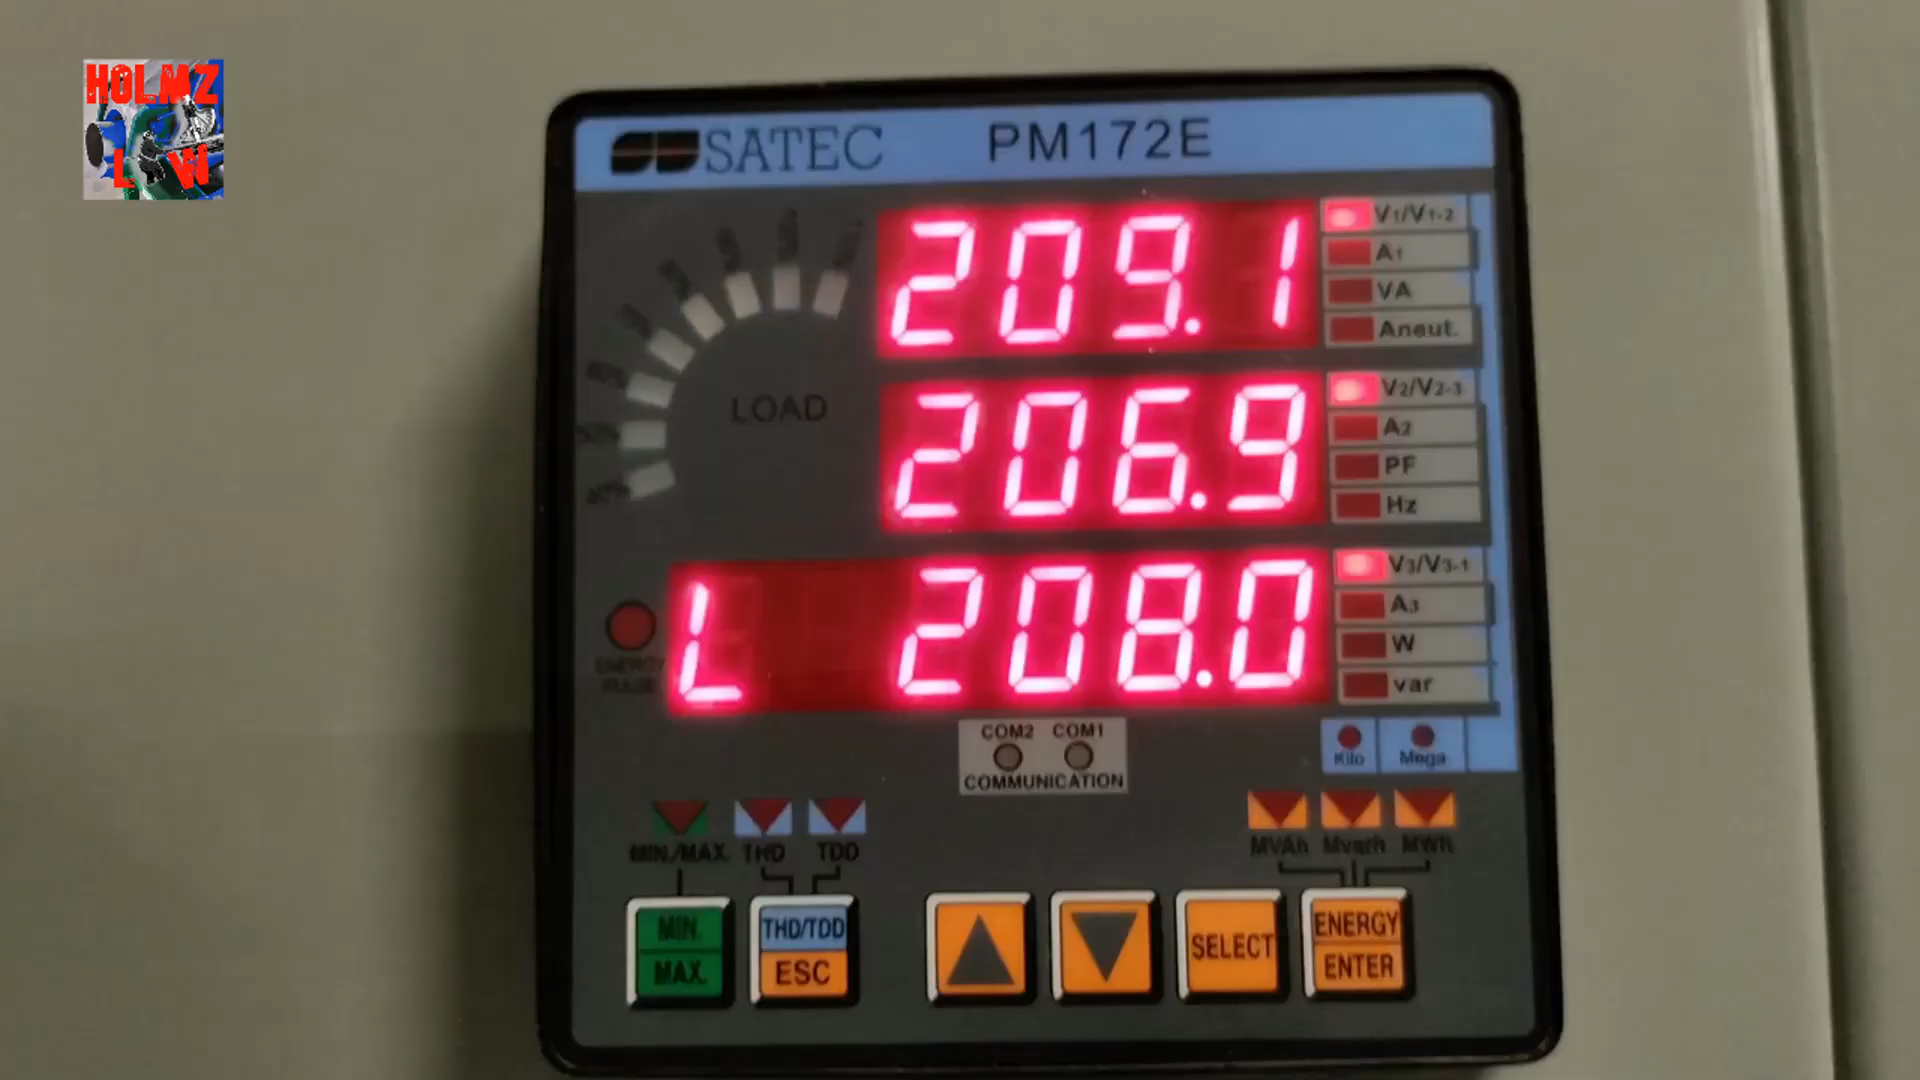 HOLMZ
SATEC PM172E
209.1
V1/V1-2
A1
VA
Aneut.
206.9
V2/V2-3
A2
PF
Hz
LOAD
L 208.0
V3/V3-1
A3
W
var
ENERGY
PULSE
COM2 COM1
COMMUNICATION
Kilo Mega
MIN./MAX. THD TDD
MVAh Mvarh MWh
MIN.
MAX.
THD/TDD
ESC
SELECT
ENERGY
ENTER